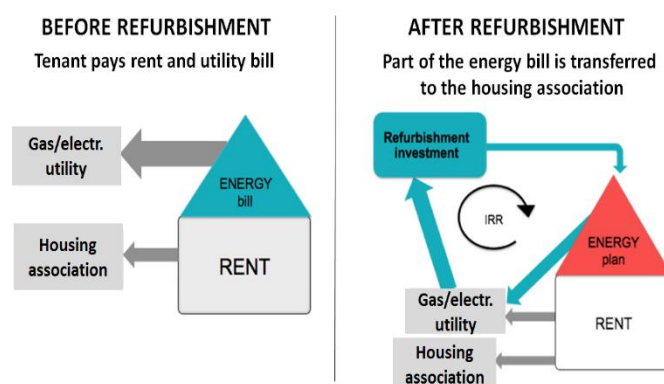 BEFORE REFURBISHMENT
Tenant pays rent and utility bill
Gas/electr.
utility
ENERGY
bill
Housing
association
RENT
AFTER REFURBISHMENT
Part of the energy bill is transferred
to the housing association
Refurbishment
investment
IRR
ENERGY
plan
Gas/electr.
utility
RENT
Housing
association